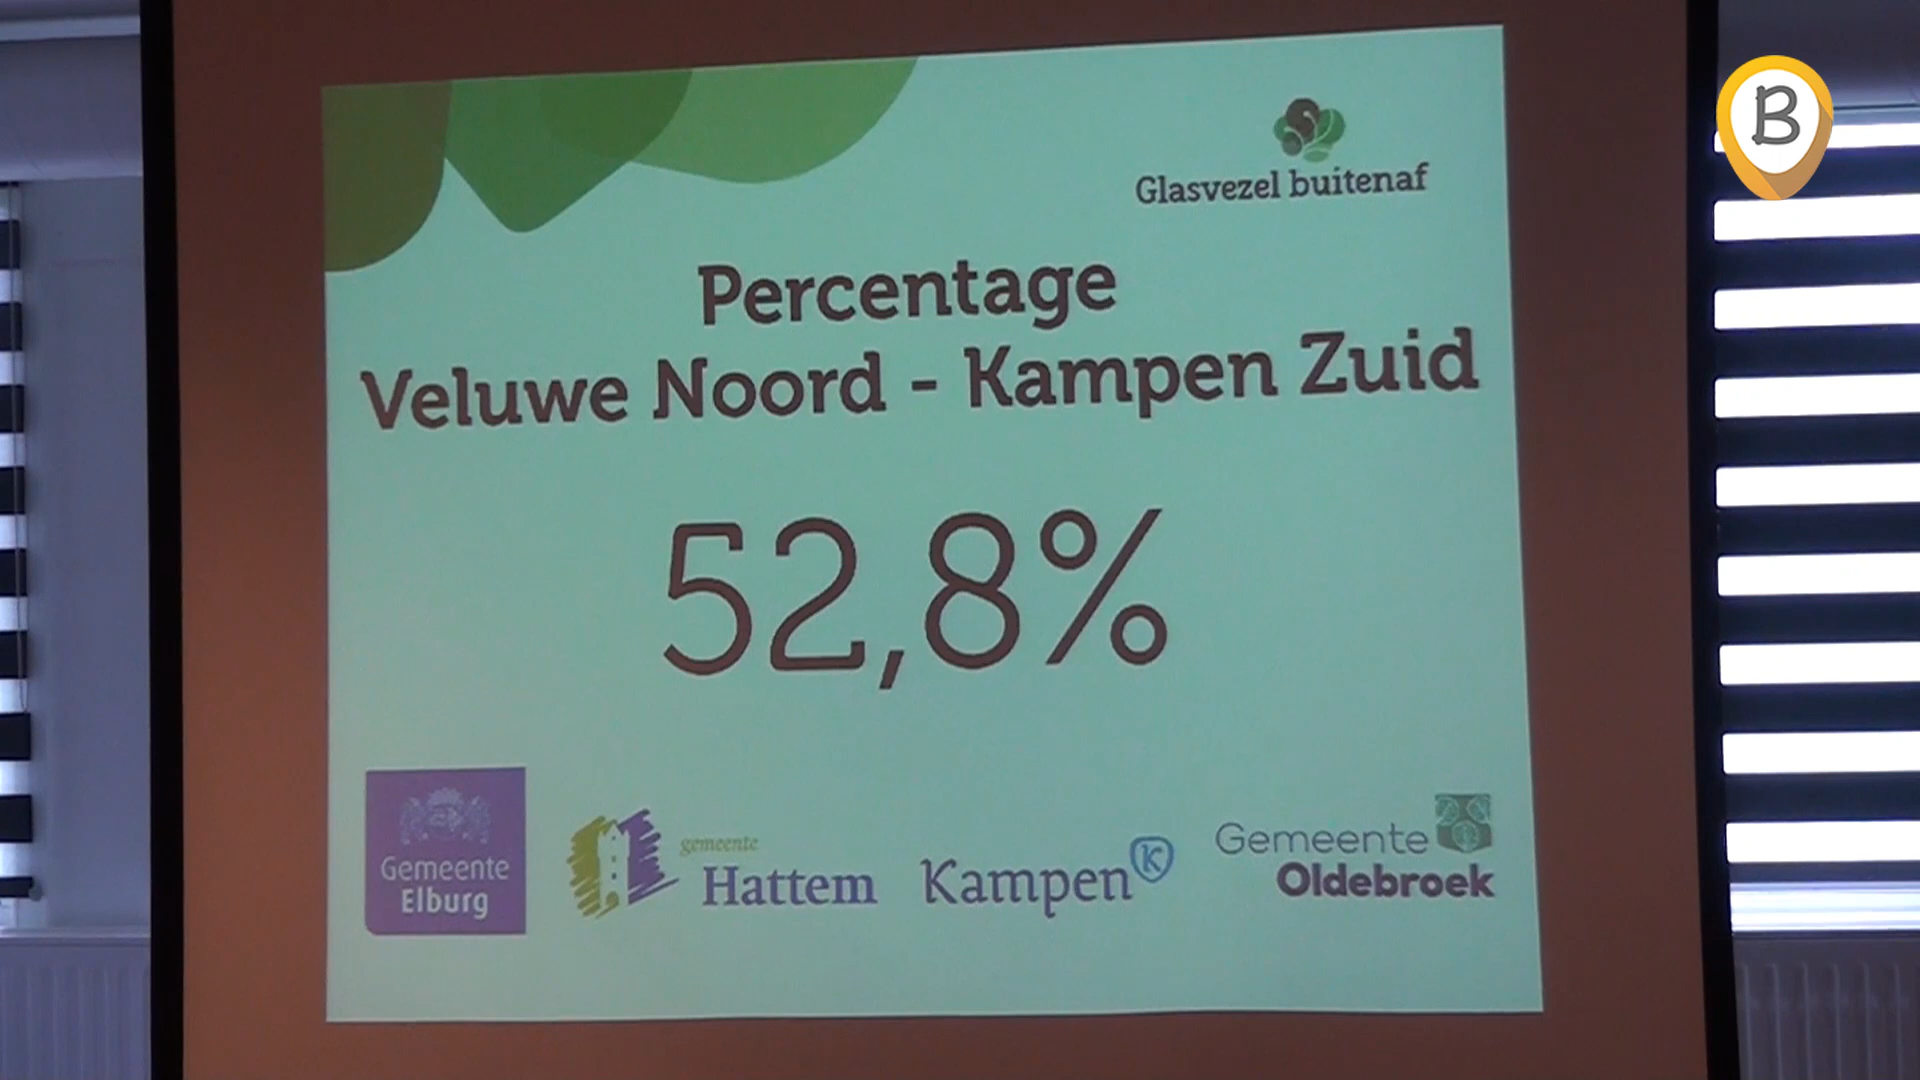 B
Glasvezel buitenaf
Percentage
Veluwe Noord - Kampen Zuid
52,8%
Gemeente
Elburg
gemeente
Hattem
Kampen
K
Gemeente
Oldebroek